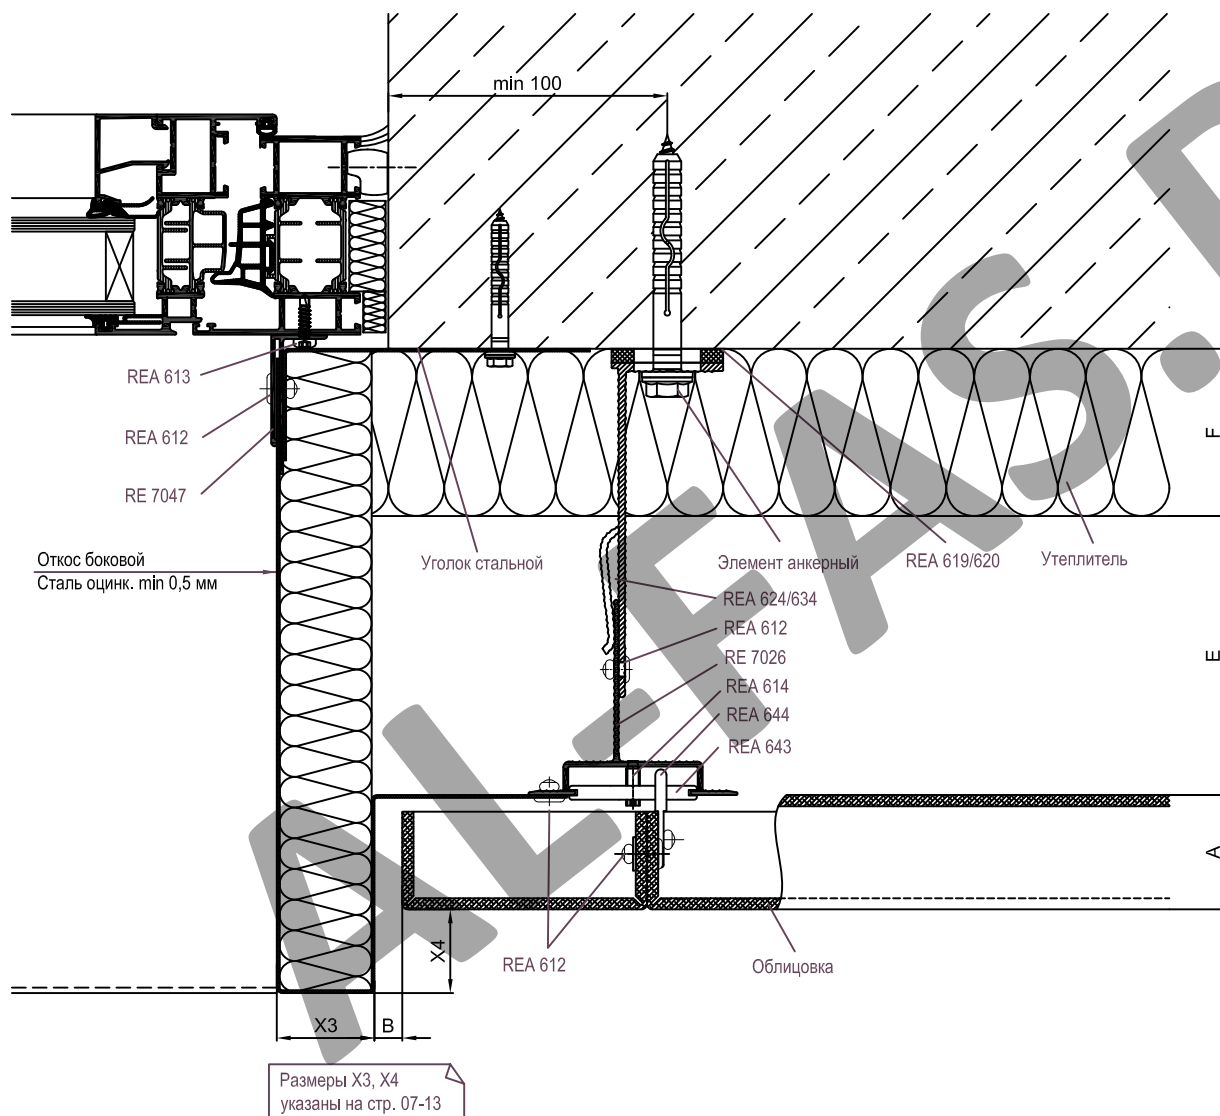 min 100
REA 613
REA 612
RE 7047
F
Откос боковой
Сталь оцинк. min 0,5 мм
Уголок стальной
Элемент анкерный
REA 619/620
Утеплитель
REA 624/634
REA 612
RE 7026
REA 614
REA 644
REA 643
E
A
X4
REA 612
Облицовка
X3
B
Размеры X3, X4
указаны на стр. 07-13
AL-FAS.